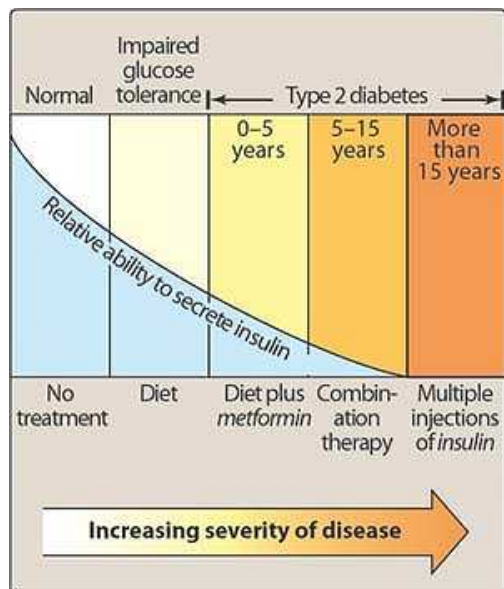 Normal
Impaired
glucose
tolerance
Type 2 diabetes
0–5
years
5–15
years
More
than
15 years
Relative ability to secrete insulin
No
treatment
Diet
Diet plus
metformin
Combin-
ation
therapy
Multiple
injections
of insulin
Increasing severity of disease